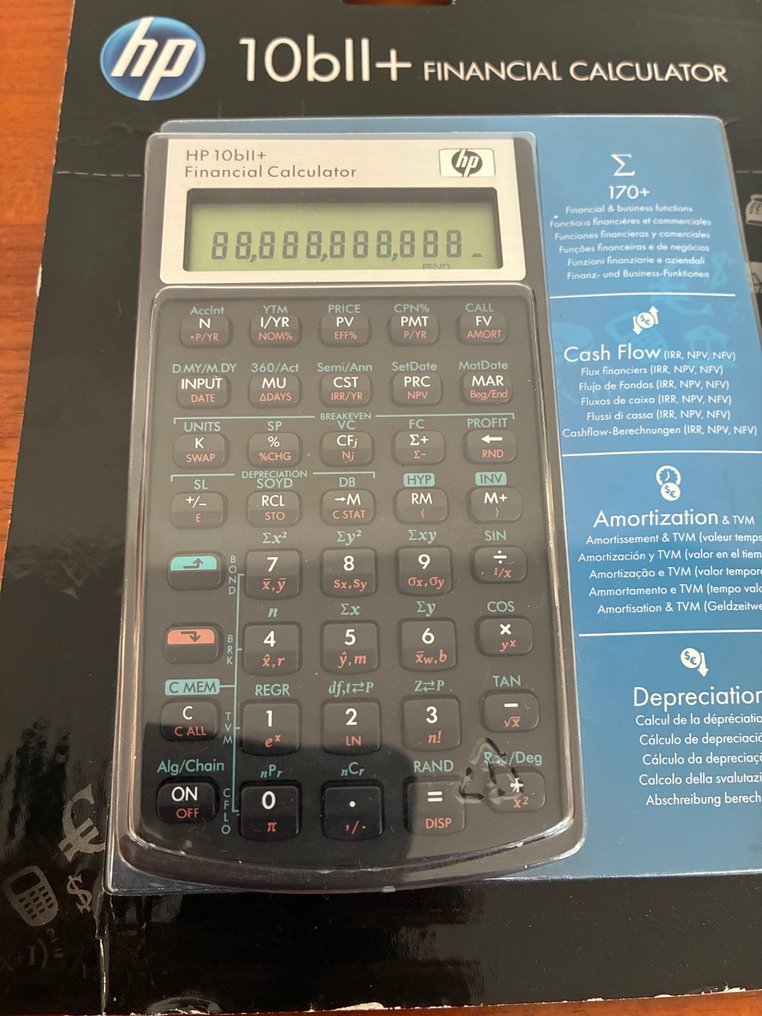 hp 10bII+ FINANCIAL CALCULATOR
HP 10bII+
Financial Calculator
hp
88,888,888,888
PEND
AccInt YTM PRICE CPN% CALL
N I/YR PV PMT FV
×P/YR NOM% EFF% P/YR AMORT
D.MY/M.DY 360/Act Semi/Ann SetDate MatDate
INPUT MU CST PRC MAR
DATE ΔDAYS IRR/YR NPV Beg/End
BREAKEVEN
UNITS SP VC FC PROFIT
K % CFj Σ+ ←
SWAP %CHG Nj Σ− RND
DEPRECIATION
SL SOYD DB HYP INV
+/− RCL →M RM M+
E STO C STAT ( )
Σx² Σy² Σxy SIN
7 8 9 ÷
x̄,ȳ sx,sy σx,σy 1/x
BOND
n Σx Σy COS
4 5 6 ×
x̂,r ŷ,m x̄w,b yˣ
BRK
C MEM REGR df,t⇄P Z⇄P TAN
C 1 2 3 −
C ALL eˣ LN n! √x
TVM
Alg/Chain nPr nCr RAND /Deg
ON 0 . = +
OFF π ,/. DISP x²
CFLO
Σ
170+
Financial & business functions
Fonctions financières et commerciales
Funciones financieras y comerciales
Funções financeiras e de negócios
Funzioni finanziarie e aziendali
Finanz- und Business-Funktionen
$€
Cash Flow (IRR, NPV, NFV)
Flux financiers (IRR, NPV, NFV)
Flujo de Fondos (IRR, NPV, NFV)
Fluxos de caixa (IRR, NPV, NFV)
Flussi di cassa (IRR, NPV, NFV)
Cashflow-Berechnungen (IRR, NPV, NFV)
$€
Amortization & TVM
Amortissement & TVM (valeur temps
Amortización y TVM (valor en el tiem
Amortização e TVM (valor tempor
Ammortamento e TVM (tempo valo
Amortisation & TVM (Geldzeitwe
$€
Depreciation
Calcul de la dépréciatio
Cálculo de depreciació
Cálculo da depreciaç
Calcolo della svalutazi
Abschreibung berech